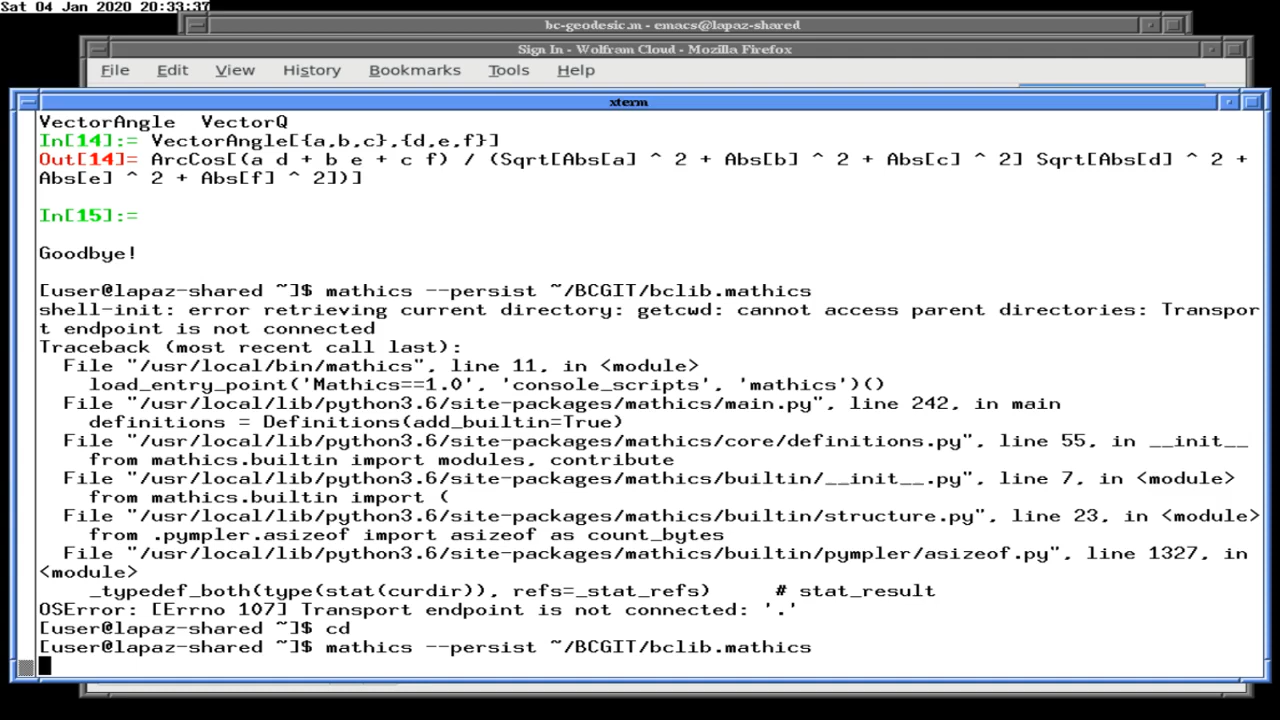 Sat 04 Jan 2020 20:33:37
bc-geodesic.m - emacs@lapaz-shared
Sign In - Wolfram Cloud - Mozilla Firefox
File Edit View History Bookmarks Tools Help
xterm
VectorAngle  VectorQ
In[14]:= VectorAngle[{a,b,c},{d,e,f}]
Out[14]= ArcCos[(a d + b e + c f) / (Sqrt[Abs[a] ^ 2 + Abs[b] ^ 2 + Abs[c] ^ 2] Sqrt[Abs[d] ^ 2 +
Abs[e] ^ 2 + Abs[f] ^ 2])]
In[15]:=
Goodbye!
[user@lapaz-shared ~]$ mathics --persist ~/BCGIT/bclib.mathics
shell-init: error retrieving current directory: getcwd: cannot access parent directories: Transpor
t endpoint is not connected
Traceback (most recent call last):
  File "/usr/local/bin/mathics", line 11, in <module>
    load_entry_point('Mathics==1.0', 'console_scripts', 'mathics')()
  File "/usr/local/lib/python3.6/site-packages/mathics/main.py", line 242, in main
    definitions = Definitions(add_builtin=True)
  File "/usr/local/lib/python3.6/site-packages/mathics/core/definitions.py", line 55, in __init__
    from mathics.builtin import modules, contribute
  File "/usr/local/lib/python3.6/site-packages/mathics/builtin/__init__.py", line 7, in <module>
    from mathics.builtin import (
  File "/usr/local/lib/python3.6/site-packages/mathics/builtin/structure.py", line 23, in <module>
    from .pympler.asizeof import asizeof as count_bytes
  File "/usr/local/lib/python3.6/site-packages/mathics/builtin/pympler/asizeof.py", line 1327, in
<module>
    _typedef_both(type(stat(curdir)), refs=_stat_refs)     # stat_result
OSError: [Errno 107] Transport endpoint is not connected: '.'
[user@lapaz-shared ~]$ cd
[user@lapaz-shared ~]$ mathics --persist ~/BCGIT/bclib.mathics